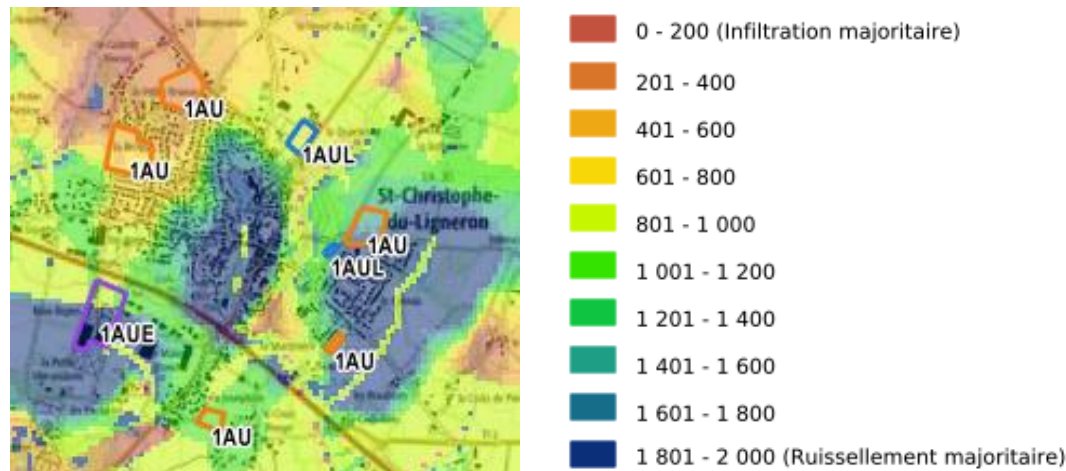 1AU
1AUL
1AU
St-Christophe-
du-Ligneron
1AU
1AUL
1AUE
1AU
1AU
0 - 200 (Infiltration majoritaire)
201 - 400
401 - 600
601 - 800
801 - 1 000
1 001 - 1 200
1 201 - 1 400
1 401 - 1 600
1 601 - 1 800
1 801 - 2 000 (Ruissellement majoritaire)